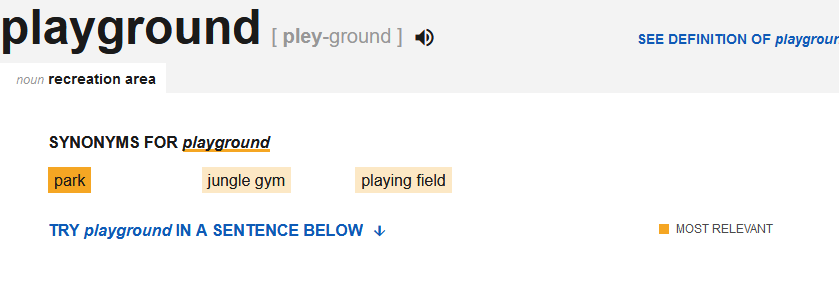 playground [ pley-ground ]
SEE DEFINITION OF playgroun
noun recreation area
SYNONYMS FOR playground
park jungle gym playing field
TRY playground IN A SENTENCE BELOW ↓
MOST RELEVANT